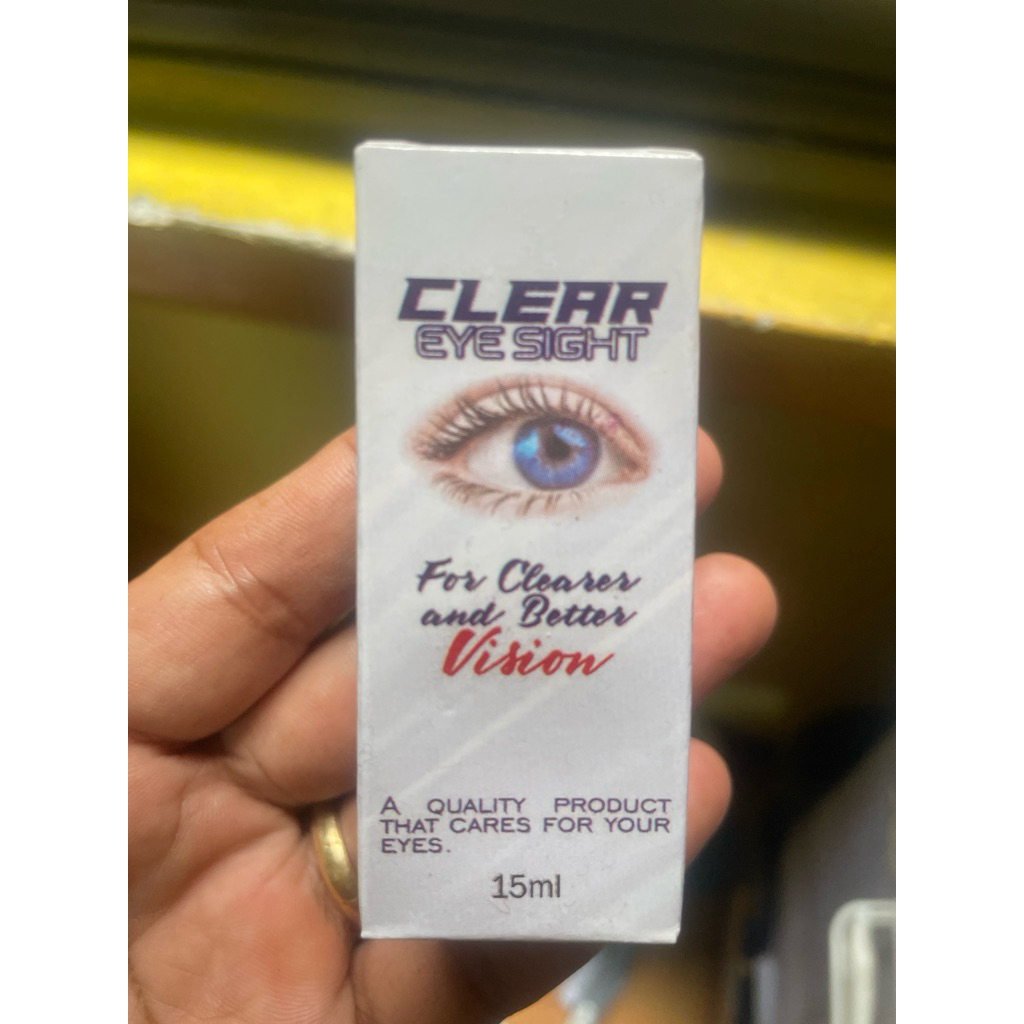 CLEAR
EYE SIGHT
For Clearer
and Better
Vision
A QUALITY PRODUCT
THAT CARES FOR YOUR
EYES.
15ml